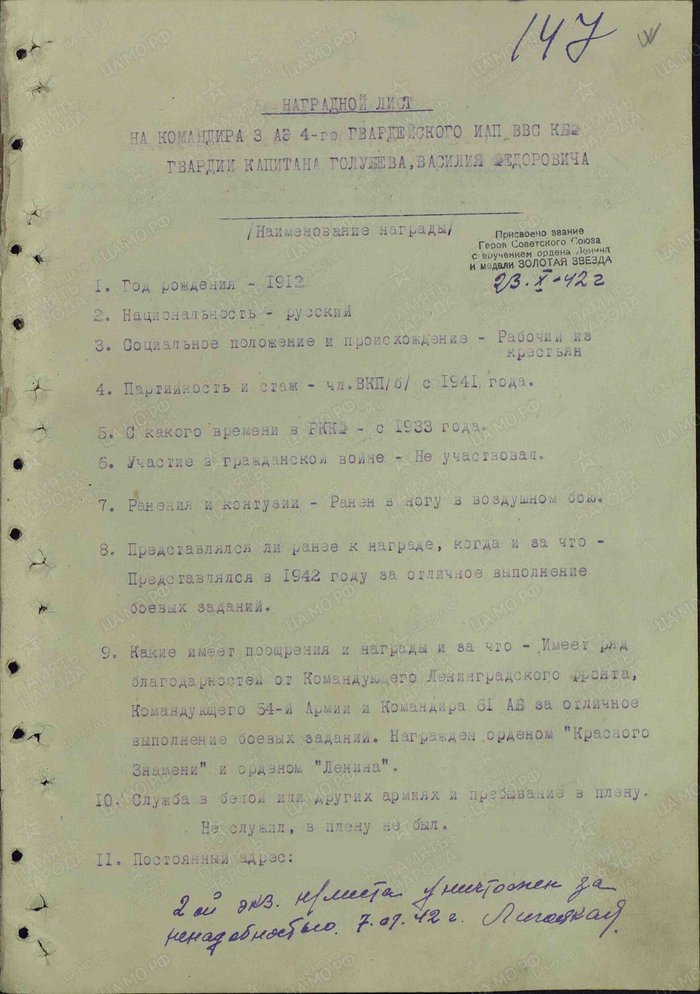 147
НАГРАДНОЙ ЛИСТ
НА КОМАНДИРА 3 АЭ 4-го ГВАРДЕЙСКОГО ИАП ВВС КБФ
ГВАРДИИ КАПИТАНА ГОЛУБЕВА, ВАСИЛИЯ ФЕДОРОВИЧА
/Наименование награды/
Присвоено звание
Героя Советского Союза
с вручением ордена Ленина
и медали ЗОЛОТАЯ ЗВЕЗДА
23.X-42 г
1. Год рождения - 1912
2. Национальность - русский
3. Социальное положение и происхождение - Рабочий из
крестьян
4. Партийность и стаж - чл.ВКП/б/ с 1941 года.
5. С какого времени в РККФ - с 1933 года.
6. Участие в гражданской войне - Не участвовал.
7. Ранения и контузии - Ранен в ногу в воздушном бою.
8. Представлялся ли ранее к награде, когда и за что -
Представлялся в 1942 году за отличное выполнение
боевых заданий.
9. Какие имеет поощрения и награды и за что - Имеет ряд
благодарностей от Командующего Ленинградского фронта,
Командующего 54-й Армии и Командира 61 АБ за отличное
выполнение боевых заданий. Награжден орденом "Красного
Знамени" и орденом "Ленина".
10. Служба в белой или других армиях и пребывание в плену.
Не служил, в плену не был.
11. Постоянный адрес:
2ой экз. н/листа уничтожен за
ненадобностью. 7.09.42 г.